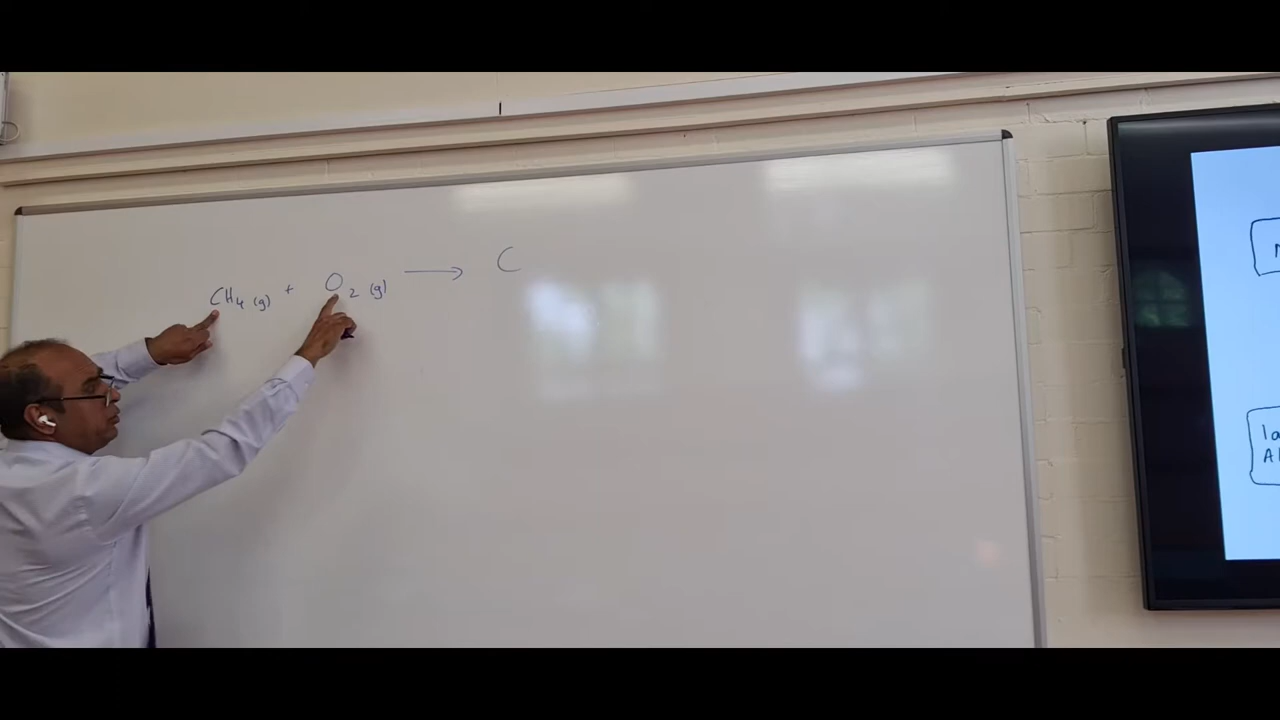 CH₄ (g) + O₂ (g) ⟶ C